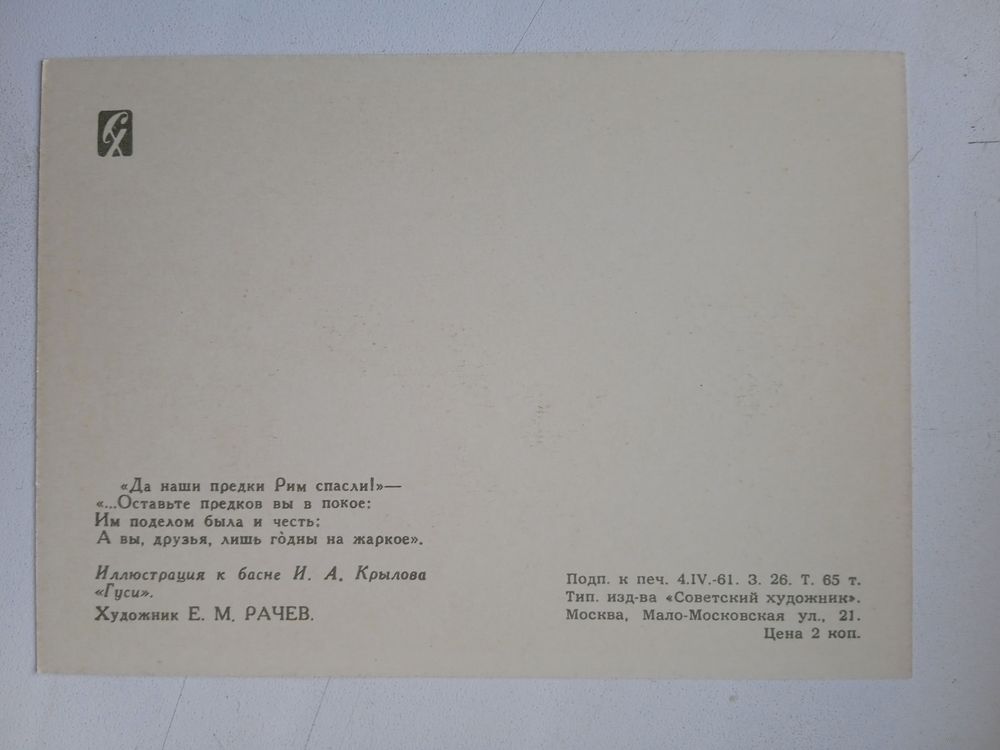 СХ
«Да наши предки Рим спасли!»—
«...Оставьте предков вы в покое:
Им поделом была и честь;
А вы, друзья, лишь го̀дны на жаркое».
Иллюстрация к басне И. А. Крылова
«Гуси».
Художник Е. М. РАЧЕВ.
Подп. к печ. 4.IV.-61. З. 26. Т. 65 т.
Тип. изд-ва «Советский художник».
Москва, Мало-Московская ул., 21.
Цена 2 коп.